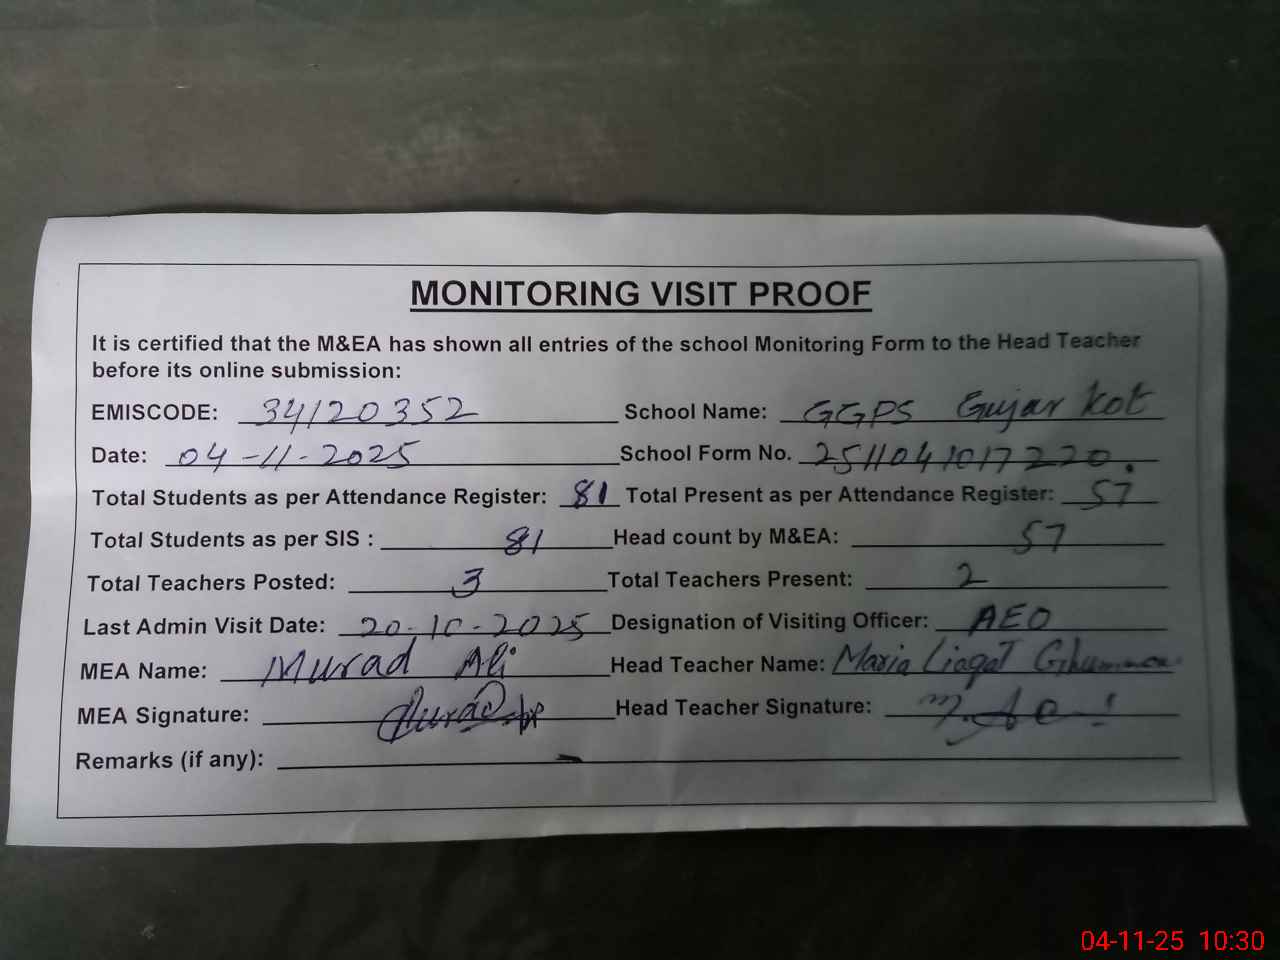 MONITORING VISIT PROOF
It is certified that the M&EA has shown all entries of the school Monitoring Form to the Head Teacher
before its online submission:
EMISCODE: 34120352 School Name: GGPS Gujar Kot
Date: 04-11-2025 School Form No. 2511041017220.
Total Students as per Attendance Register: 81 Total Present as per Attendance Register: 57
Total Students as per SIS : 81 Head count by M&EA: 57
Total Teachers Posted: 3 Total Teachers Present: 2
Last Admin Visit Date: 20-10-2025 Designation of Visiting Officer: AEO
MEA Name: Murad Ali Head Teacher Name: Maria Liaqat Ghumman
MEA Signature: Head Teacher Signature:
Remarks (if any): -
04-11-25 10:30